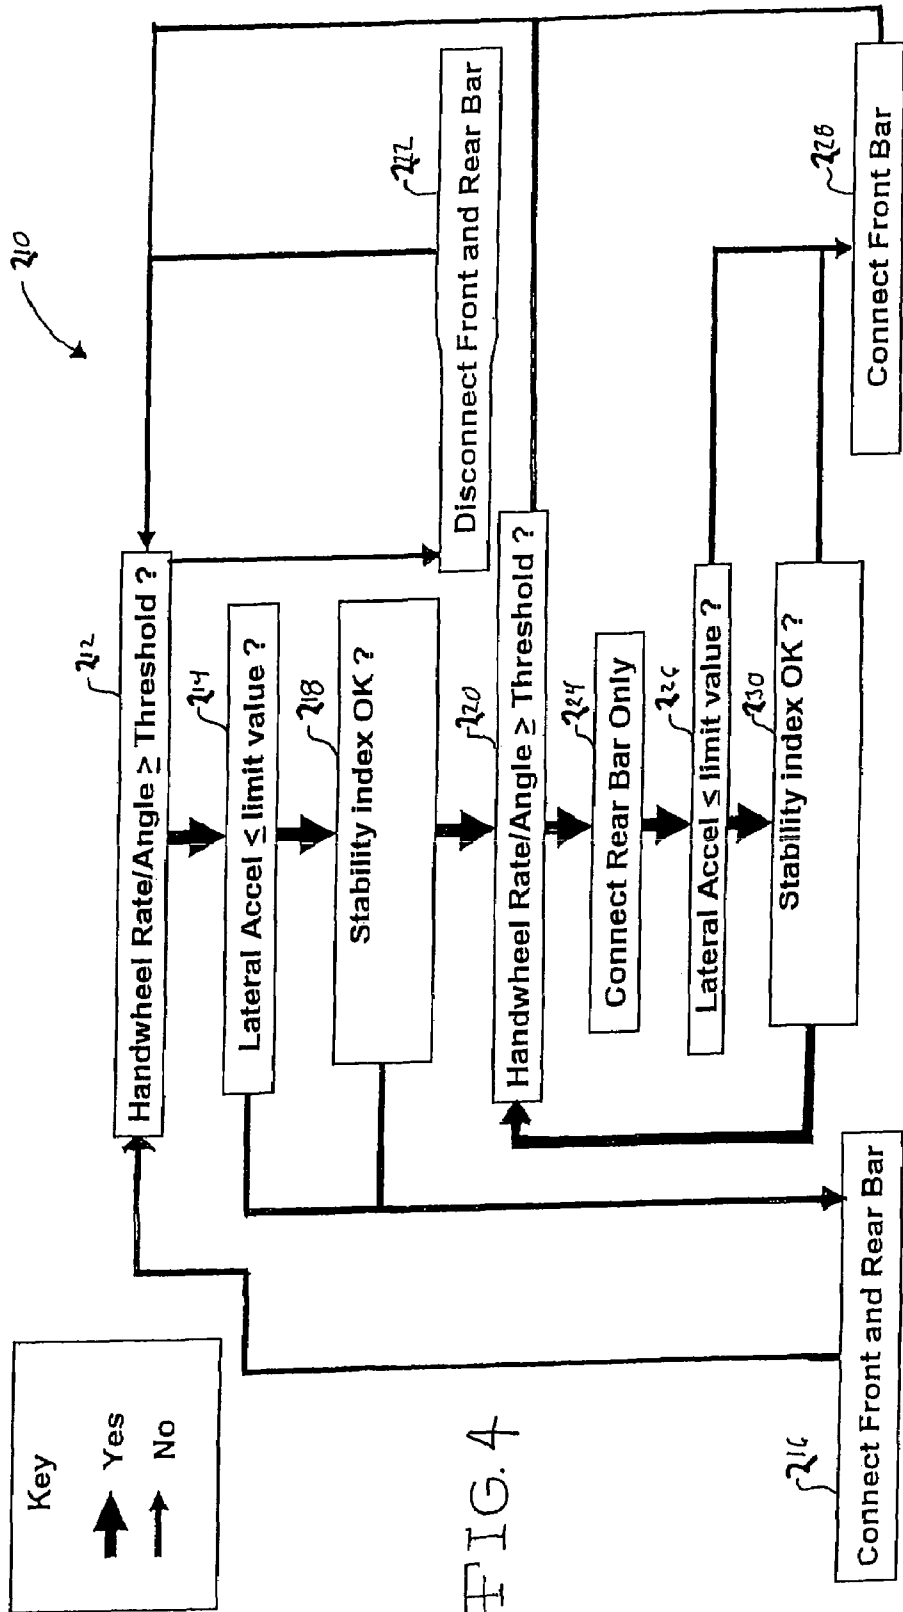 210
Key
Yes
No
212
Handwheel Rate/Angle ≥ Threshold ?
214
Lateral Accel ≤ limit value ?
218
Stability index OK ?
222
Disconnect Front and Rear Bar
220
Handwheel Rate/Angle ≥ Threshold ?
224
Connect Rear Bar Only
226
Lateral Accel ≤ limit value ?
230
Stability index OK ?
216
Connect Front and Rear Bar
228
Connect Front Bar
FIG. 4